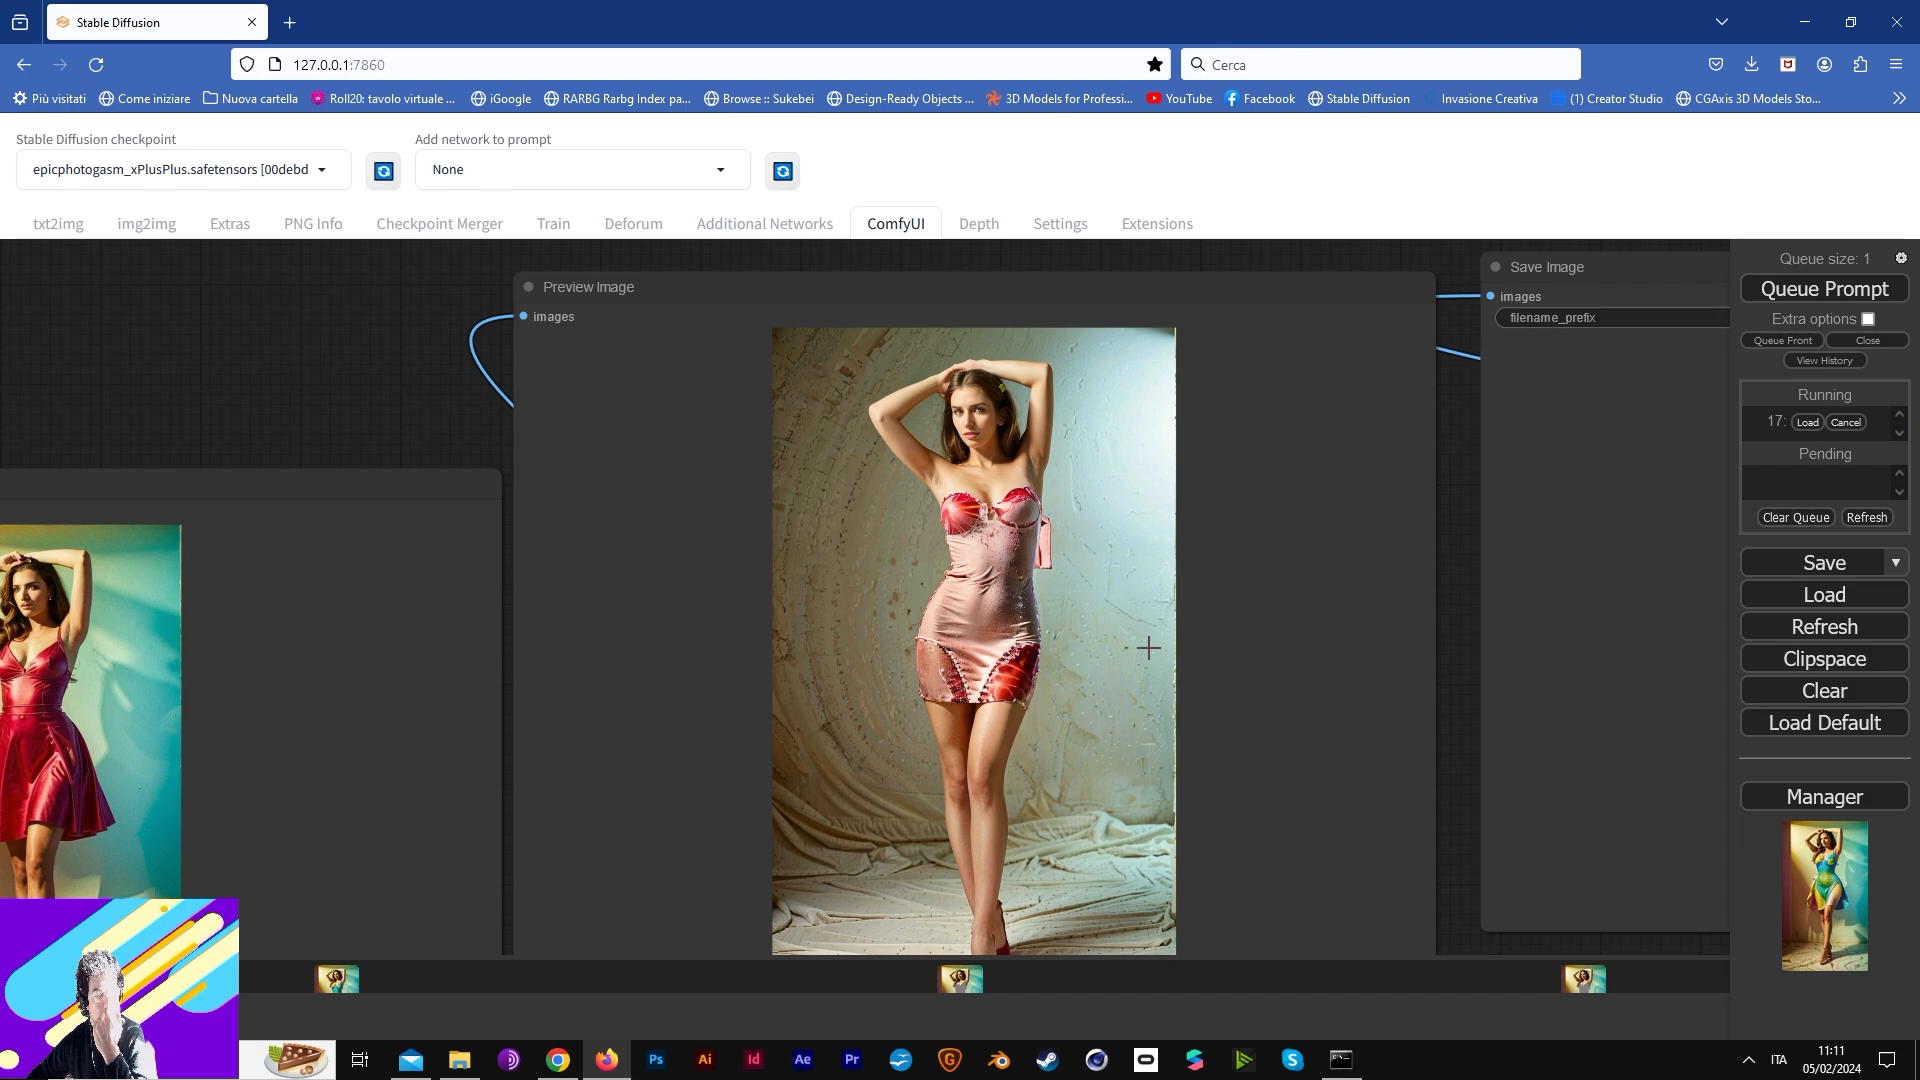 Stable Diffusion
127.0.0.1:7860
Cerca
Più visitati
Come iniziare
Nuova cartella
Roll20: tavolo virtuale ...
iGoogle
RARBG Rarbg Index pa...
Browse :: Sukebei
Design-Ready Objects ...
3D Models for Professi...
YouTube
Facebook
Stable Diffusion
Invasione Creativa
(1) Creator Studio
CGAxis 3D Models Sto...
Stable Diffusion checkpoint
Add network to prompt
epicphotogasm_xPlusPlus.safetensors [00debd
None
txt2img
img2img
Extras
PNG Info
Checkpoint Merger
Train
Deforum
Additional Networks
ComfyUI
Depth
Settings
Extensions
Preview Image
images
Save Image
images
filename_prefix
Queue size: 1
Queue Prompt
Extra options
Queue Front
Close
View History
Running
17:
Load
Cancel
Pending
Clear Queue
Refresh
Save
Load
Refresh
Clipspace
Clear
Load Default
Manager
Ps
Ai
Id
Ae
Pr
ITA
11:11
05/02/2024